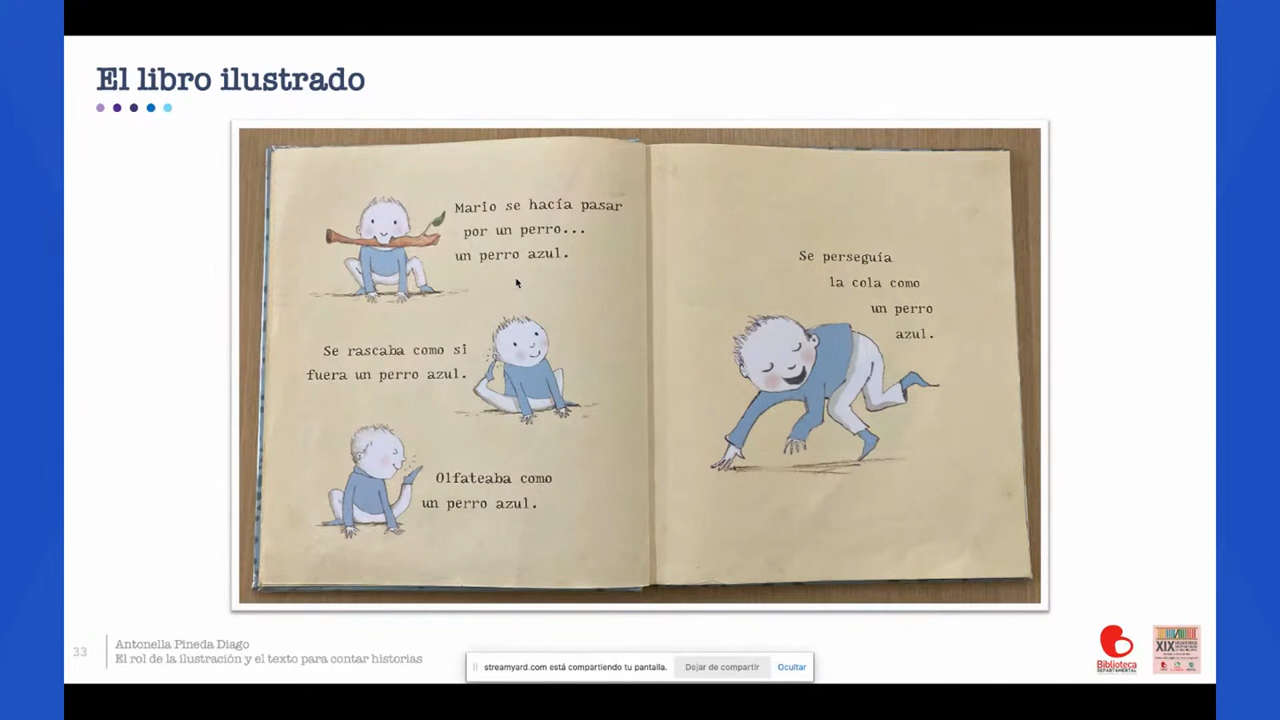 El libro ilustrado
Mario se hacía pasar
por un perro...
un perro azul.
Se rascaba como si
fuera un perro azul.
Olfateaba como
un perro azul.
Se perseguía
la cola como
un perro
azul.
33
Antonella Pineda Diago
El rol de la ilustración y el texto para contar historias
streamyard.com está compartiendo tu pantalla.
Dejar de compartir
Ocultar
Biblioteca
DEPARTAMENTAL
XIX